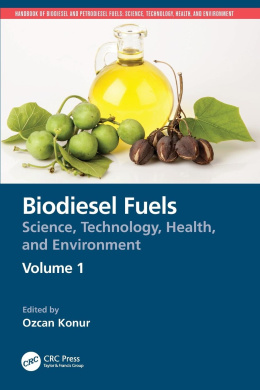 HANDBOOK OF BIODIESEL AND PETRODIESEL FUELS: SCIENCE, TECHNOLOGY, HEALTH, AND ENVIRONMENT
Biodiesel Fuels
Science, Technology, Health,
and Environment
Volume 1
Edited by
Ozcan Konur
CRC
CRC Press
Taylor & Francis Group